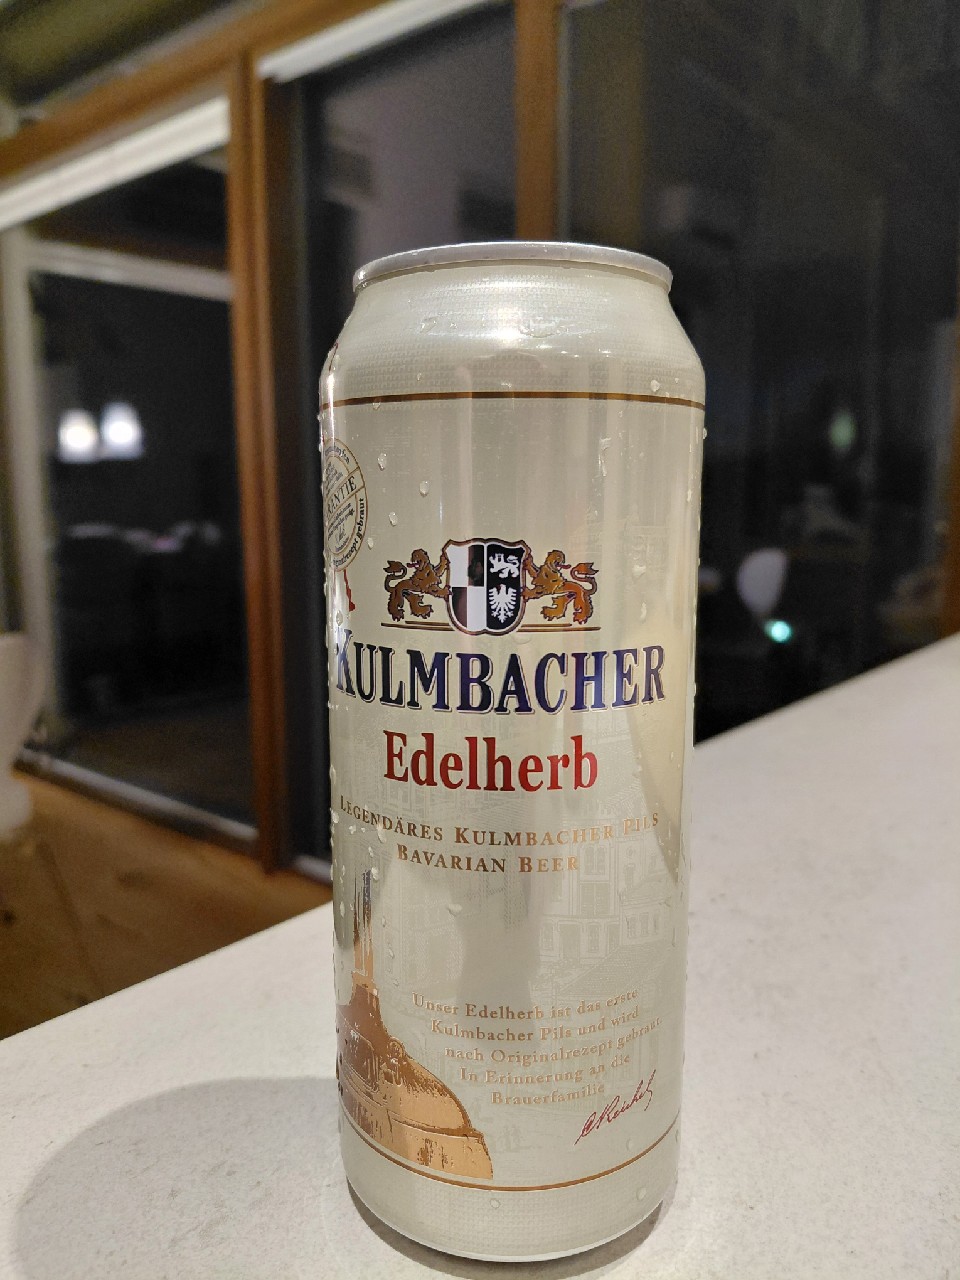 RANTIE
KULMBACHER
Edelherb
LEGENDÄRES KULMBACHER PILS
BAVARIAN BEER
Unser Edelherb ist das erste
Kulmbacher Pils und wird
nach Originalrezept gebraut
In Erinnerung an die
Brauerfamilie